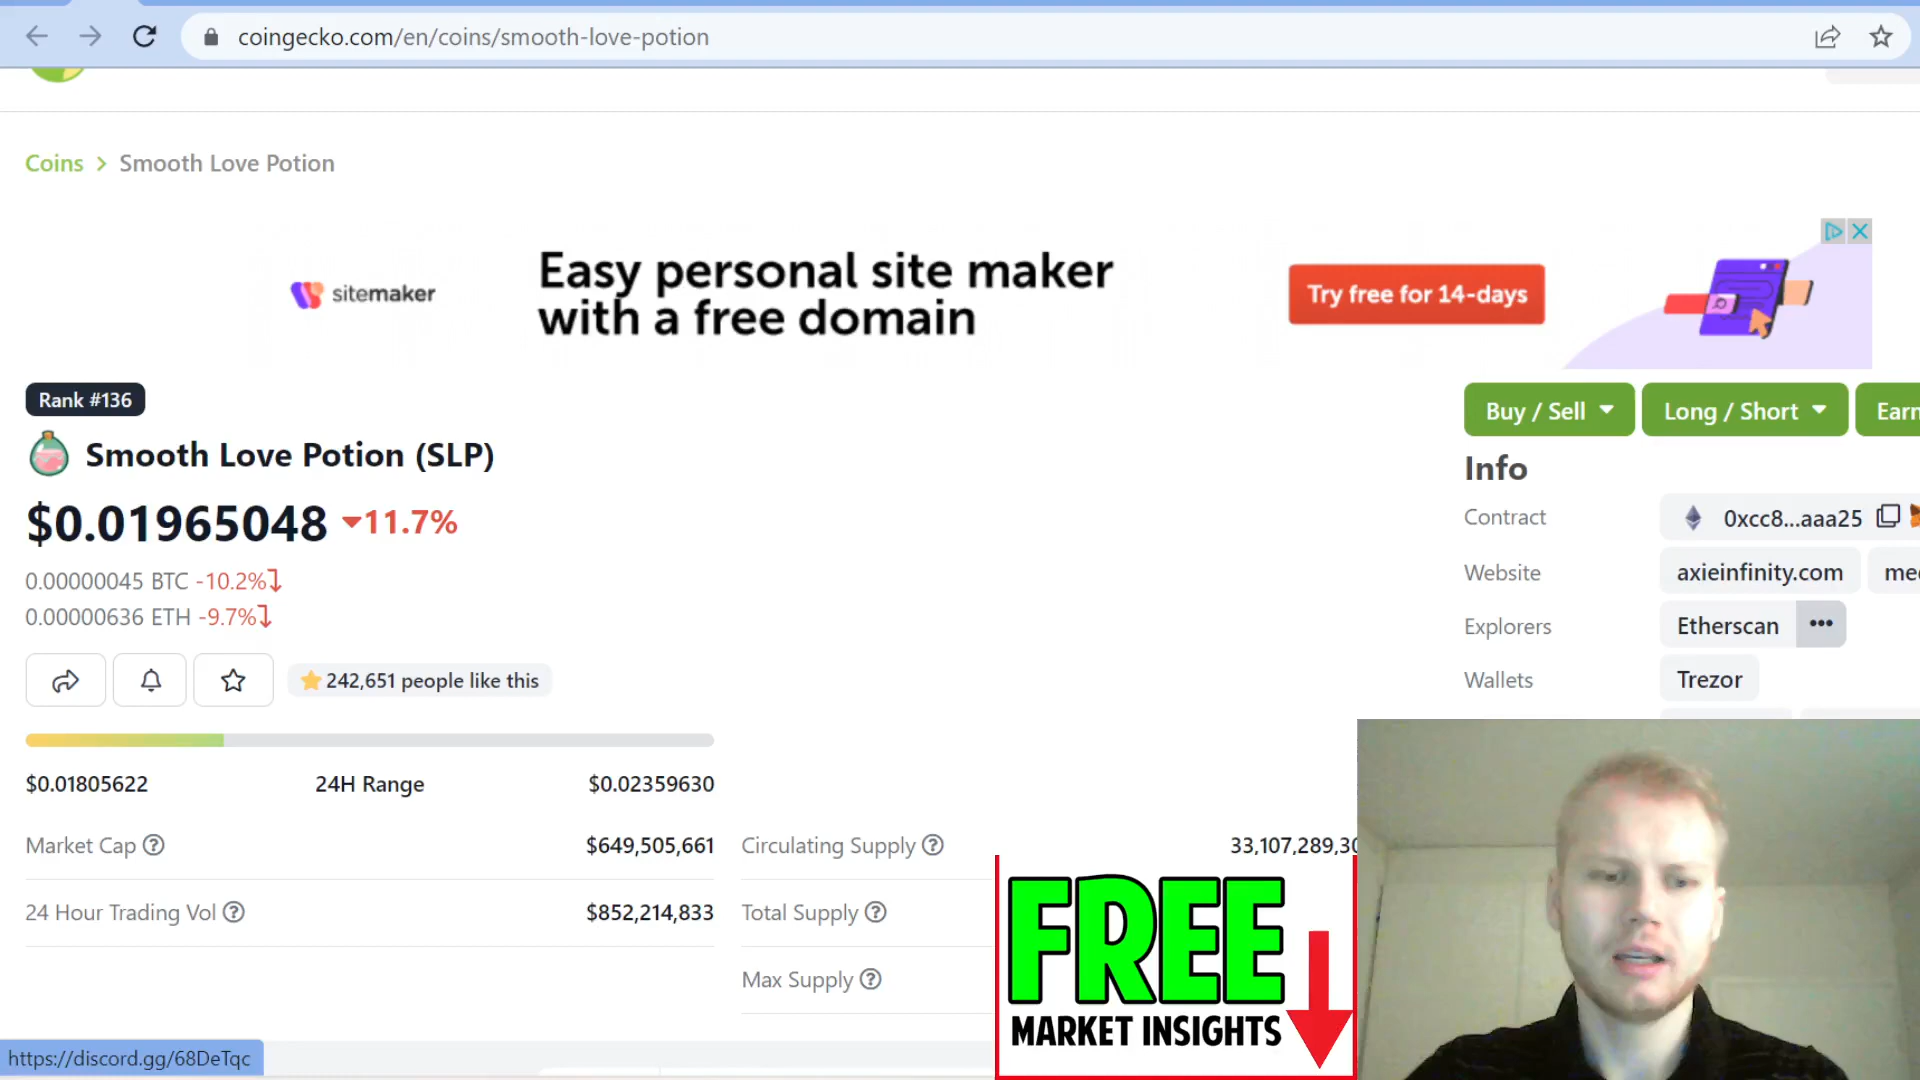 coingecko.com/en/coins/smooth-love-potion
Coins > Smooth Love Potion
sitemaker
Easy personal site maker
with a free domain
Try free for 14-days
Rank #136
Buy / Sell
Long / Short
Earn
Smooth Love Potion (SLP)
Info
$0.01965048
11.7%
Contract
0xcc8...aaa25
0.00000045 BTC -10.2%
Website
axieinfinity.com
0.00000636 ETH -9.7%
Explorers
Etherscan
242,651 people like this
Wallets
Trezor
$0.01805622
24H Range
$0.02359630
Market Cap
$649,505,661
Circulating Supply
33,107,289,30
24 Hour Trading Vol
$852,214,833
Total Supply
Max Supply
FREE
MARKET INSIGHTS
https://discord.gg/68DeTqc